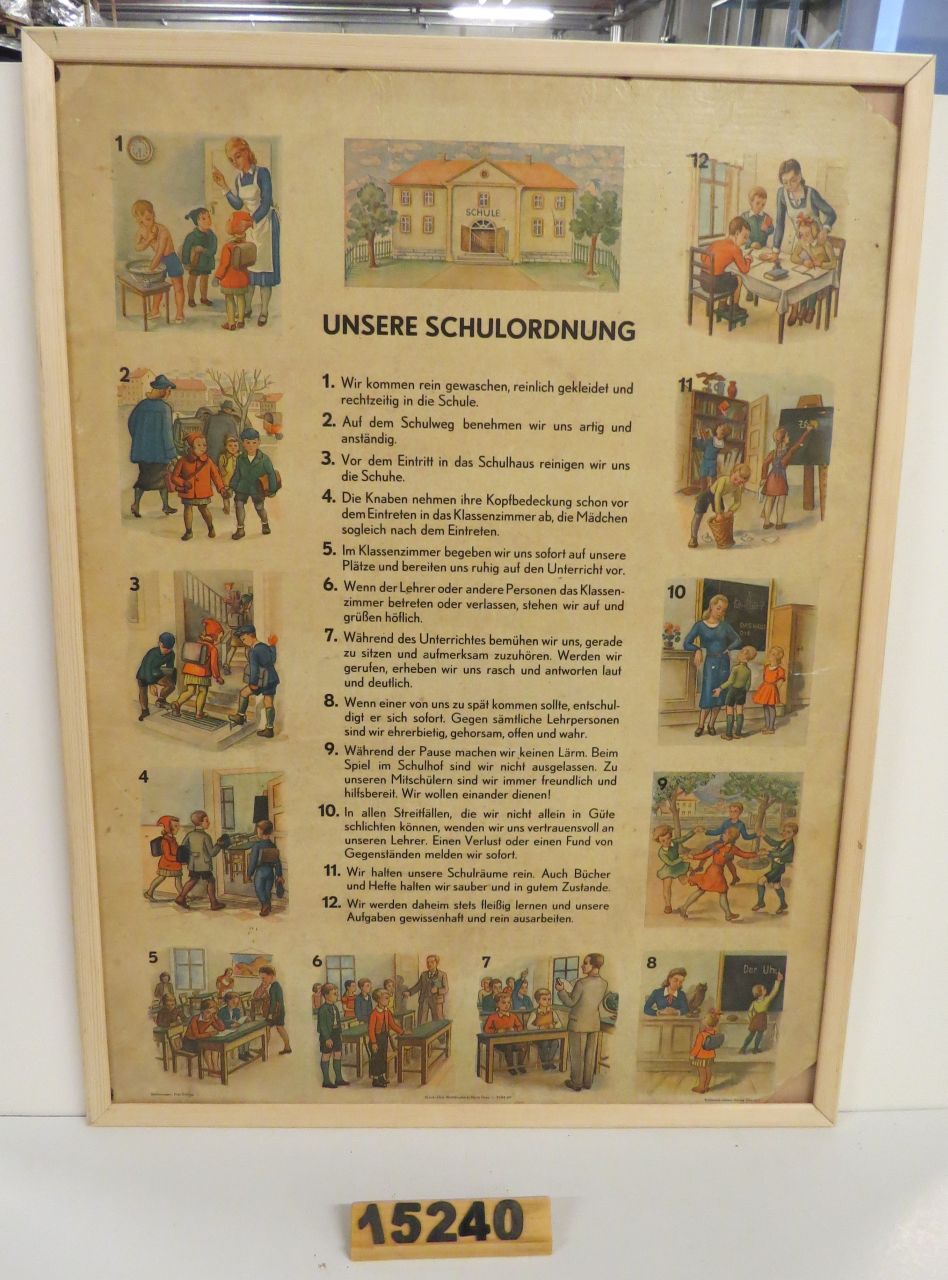 1
12
SCHULE
UNSERE SCHULORDNUNG
1. Wir kommen rein gewaschen, reinlich gekleidet und
rechtzeitig in die Schule.
2. Auf dem Schulweg benehmen wir uns artig und
anständig.
3. Vor dem Eintritt in das Schulhaus reinigen wir uns
die Schuhe.
4. Die Knaben nehmen ihre Kopfbedeckung schon vor
dem Eintreten in das Klassenzimmer ab, die Mädchen
sogleich nach dem Eintreten.
5. Im Klassenzimmer begeben wir uns sofort auf unsere
Plätze und bereiten uns ruhig auf den Unterricht vor.
6. Wenn der Lehrer oder andere Personen das Klassen-
zimmer betreten oder verlassen, stehen wir auf und
grüßen höflich.
7. Während des Unterrichtes bemühen wir uns, gerade
zu sitzen und aufmerksam zuzuhören. Werden wir
gerufen, erheben wir uns rasch und antworten laut
und deutlich.
8. Wenn einer von uns zu spät kommen sollte, entschul-
digt er sich sofort. Gegen sämtliche Lehrpersonen
sind wir ehrerbietig, gehorsam, offen und wahr.
9. Während der Pause machen wir keinen Lärm. Beim
Spiel im Schulhof sind wir nicht ausgelassen. Zu
unseren Mitschülern sind wir immer freundlich und
hilfsbereit. Wir wollen einander dienen!
10. In allen Streitfällen, die wir nicht allein in Güte
schlichten können, wenden wir uns vertrauensvoll an
unseren Lehrer. Einen Verlust oder einen Fund von
Gegenständen melden wir sofort.
11. Wir halten unsere Schulräume rein. Auch Bücher
und Hefte halten wir sauber und in gutem Zustande.
12. Wir werden daheim stets fleißig lernen und unsere
Aufgaben gewissenhaft und rein ausarbeiten.
2
11
3
10
DAS HAUS
DIE
4
9
5
6
7
8
Der Uh
15240